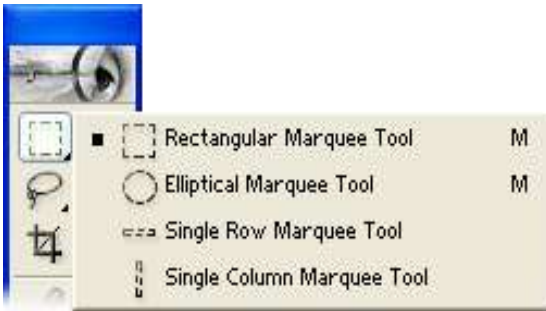 Rectangular Marquee Tool M
Elliptical Marquee Tool M
Single Row Marquee Tool
Single Column Marquee Tool